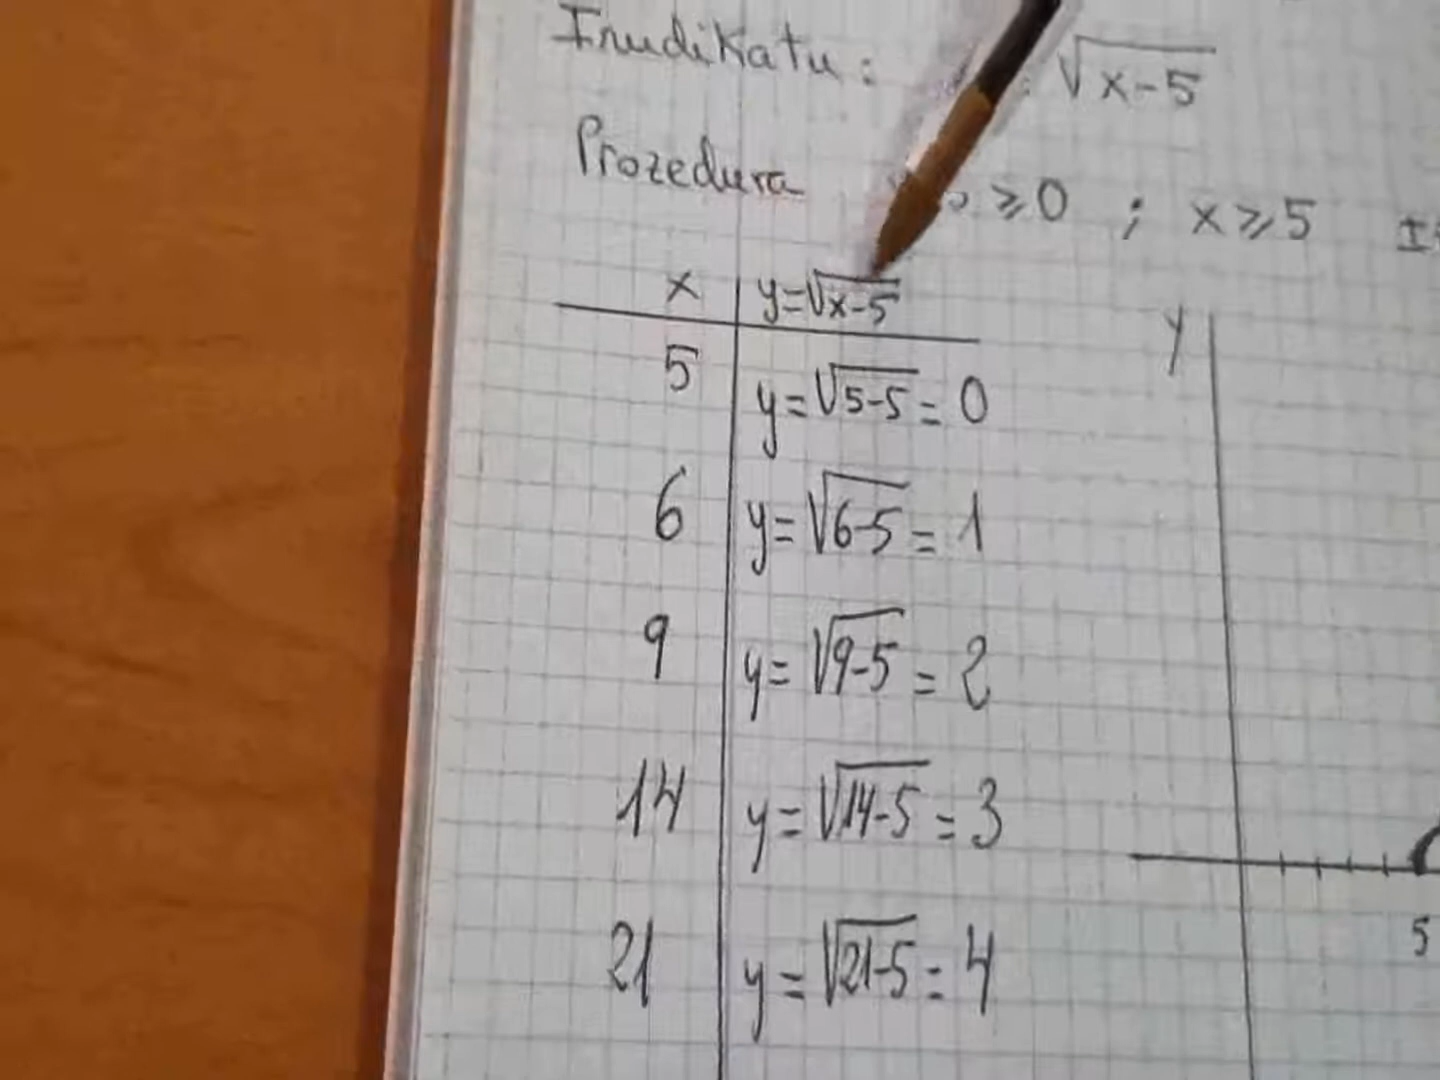 Irudikatu: √x-5
Prozedura ≥0 ; x≥5
x y=√x-5
5 y=√5-5=0
6 y=√6-5=1
9 y=√9-5=2
14 y=√14-5=3
21 y=√21-5=4
y
5